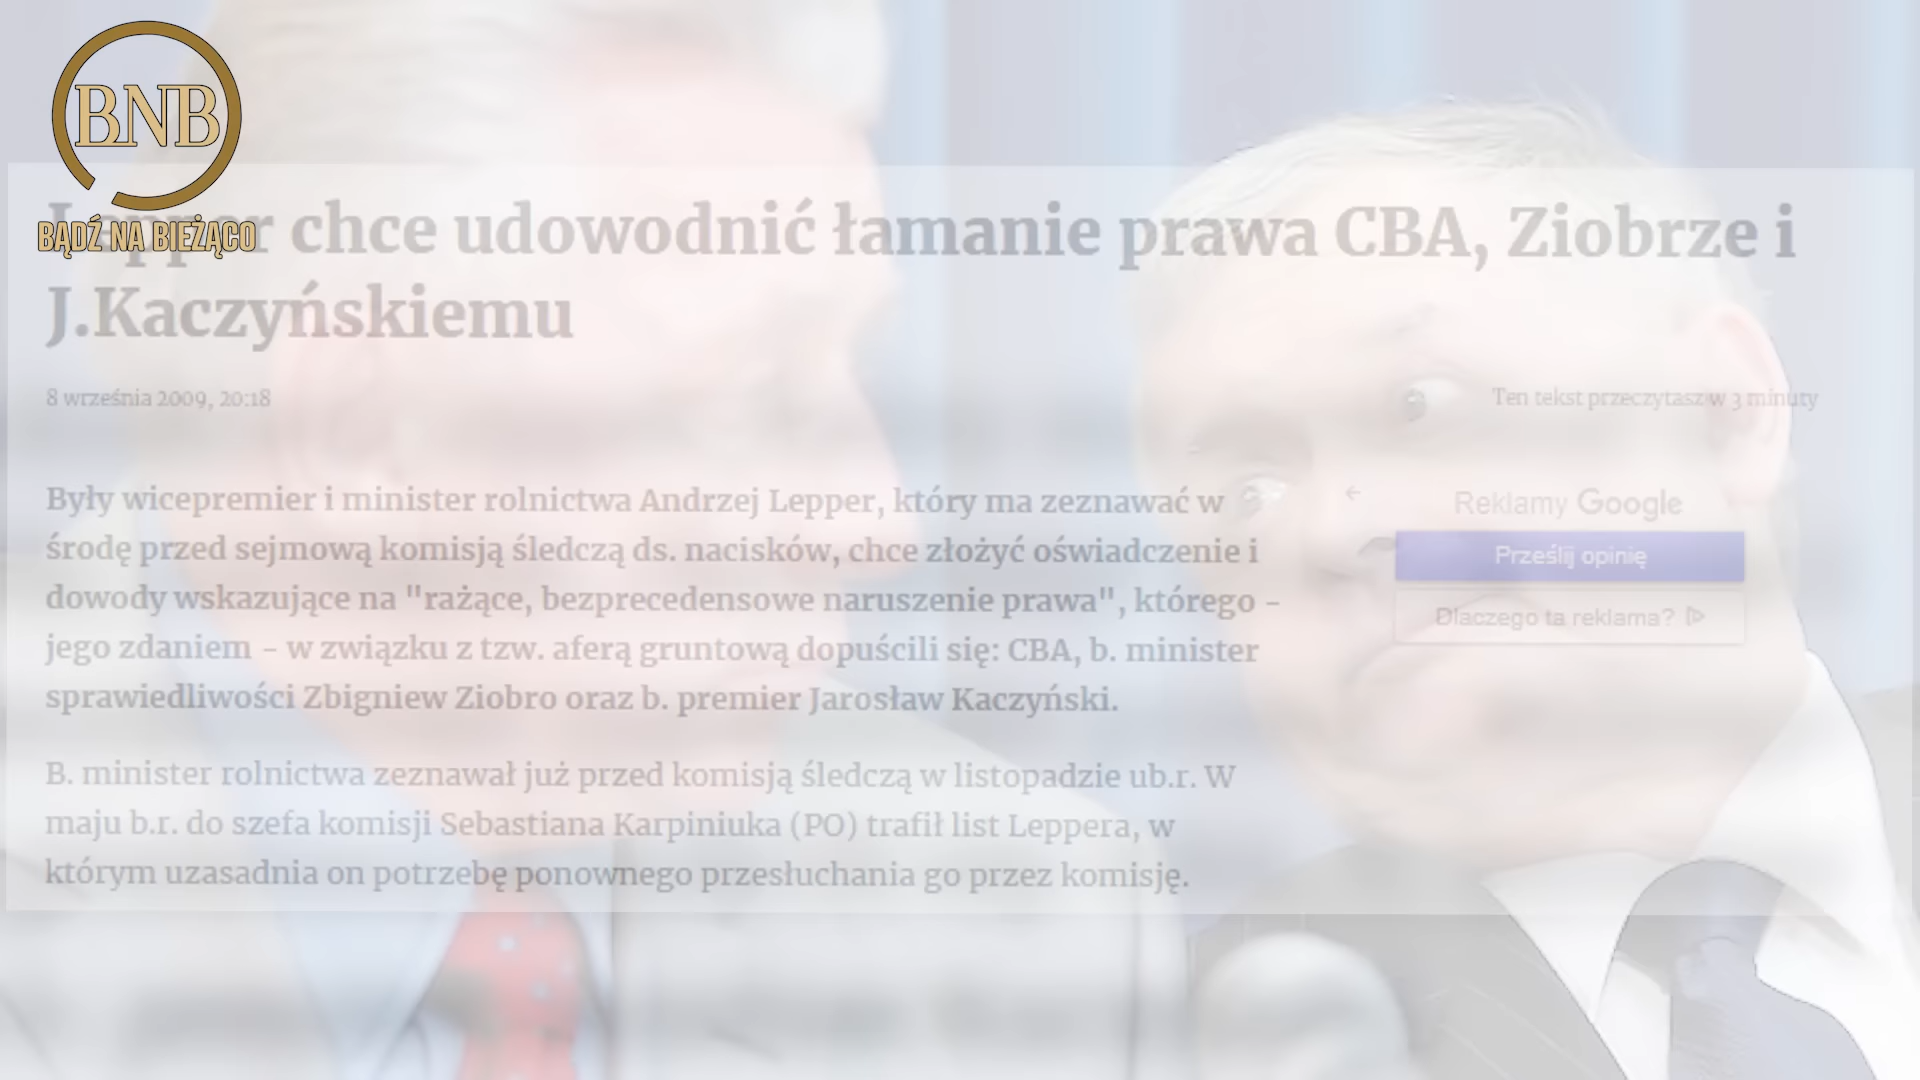 BNB
BĄDŹ NA BIEŻĄCO
Lepper chce udowodnić łamanie prawa CBA, Ziobrze i
J.Kaczyńskiemu
8 września 2009, 20:18
Ten tekst przeczytasz w 3 minuty
Były wicepremier i minister rolnictwa Andrzej Lepper, który ma zeznawać w
środę przed sejmową komisją śledczą ds. nacisków, chce złożyć oświadczenie i
dowody wskazujące na "rażące, bezprecedensowe naruszenie prawa", którego –
jego zdaniem – w związku z tzw. aferą gruntową dopuścili się: CBA, b. minister
sprawiedliwości Zbigniew Ziobro oraz b. premier Jarosław Kaczyński.
B. minister rolnictwa zeznawał już przed komisją śledczą w listopadzie ub.r. W
maju b.r. do szefa komisji Sebastiana Karpiniuka (PO) trafił list Leppera, w
którym uzasadnia on potrzebę ponownego przesłuchania go przez komisję.
Reklamy Google
Prześlij opinię
Dlaczego ta reklama?